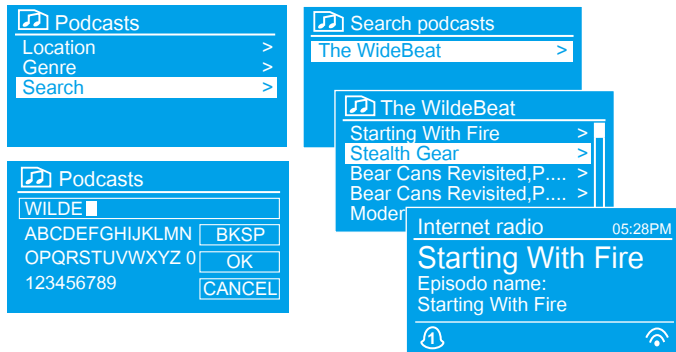 Podcasts
Location >
Genre >
Search >
Podcasts
WILDE
ABCDEFGHIJKLMN BKSP
OPQRSTUVWXYZ 0 OK
123456789 CANCEL
Search podcasts
The WideBeat >
The WildeBeat
Starting With Fire >
Stealth Gear >
Bear Cans Revisited,P.... >
Bear Cans Revisited,P.... >
Moder
Internet radio 05:28PM
Starting With Fire
Episodo name:
Starting With Fire
1